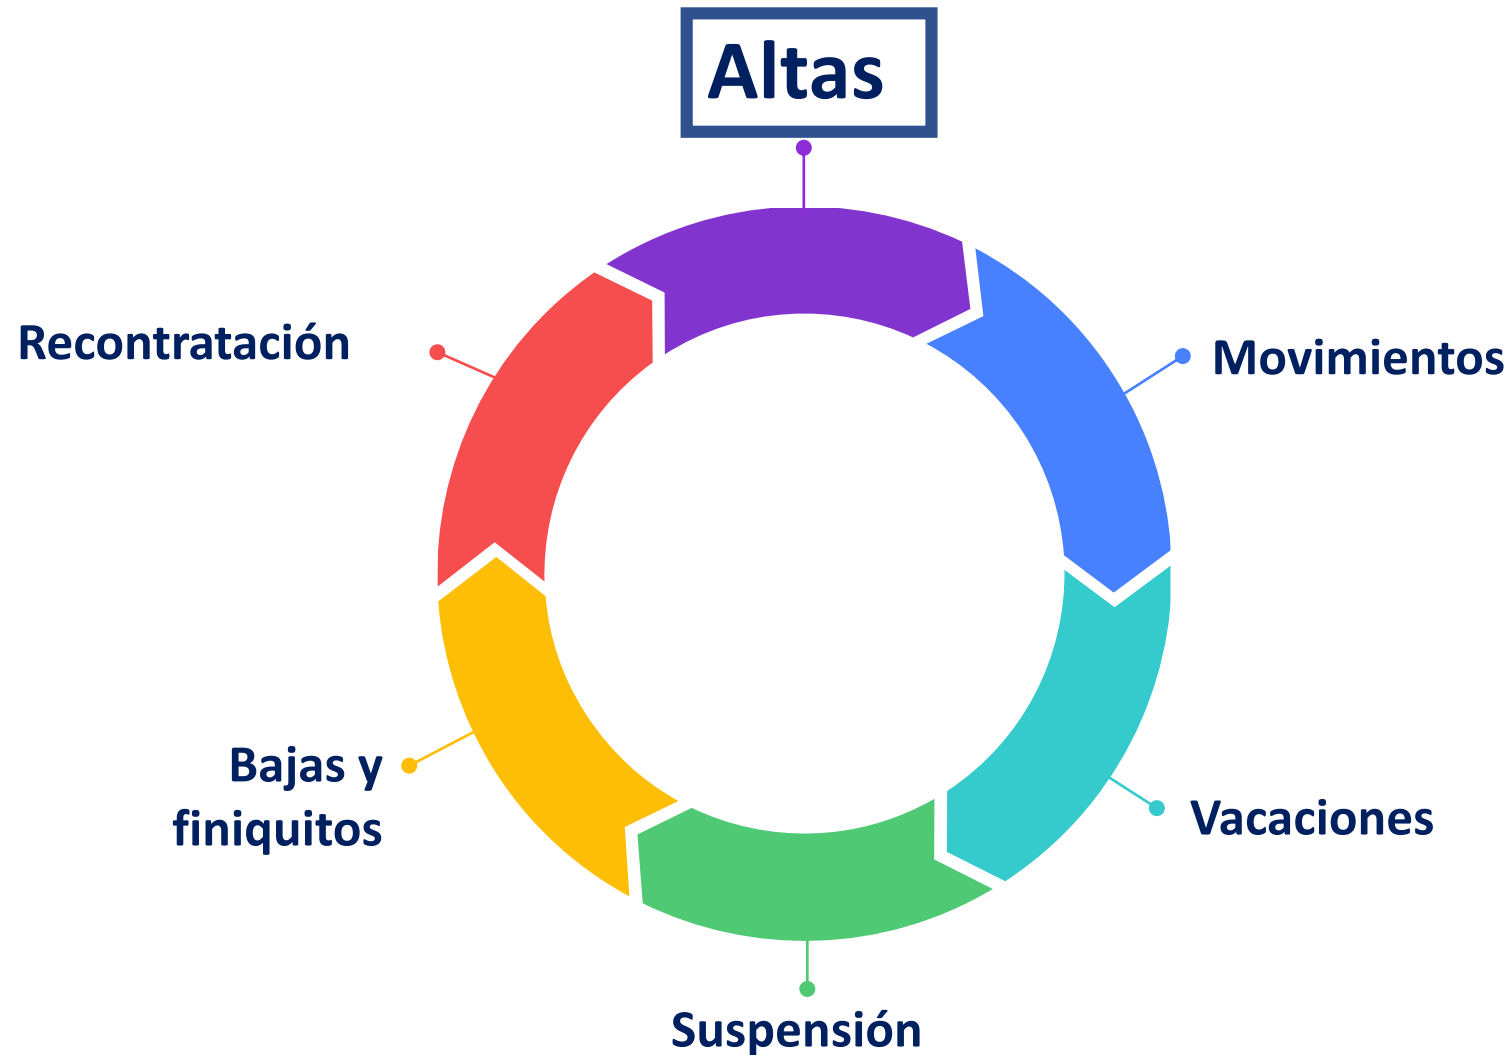 Altas
Movimientos
Vacaciones
Suspensión
Bajas y
finiquitos
Recontratación